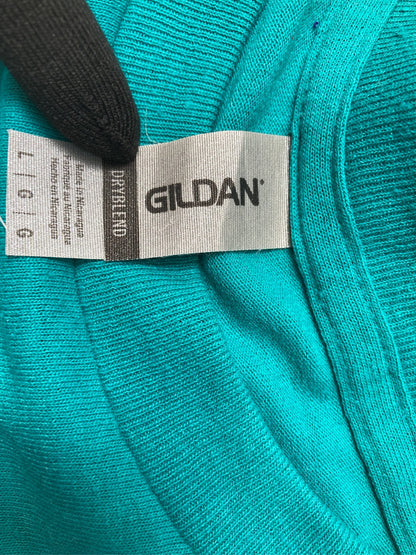 GILDAN®
DRYBLEND
Made in Nicaragua
Fabriqué au Nicaragua
Hecho en Nicaragua
L | G | G